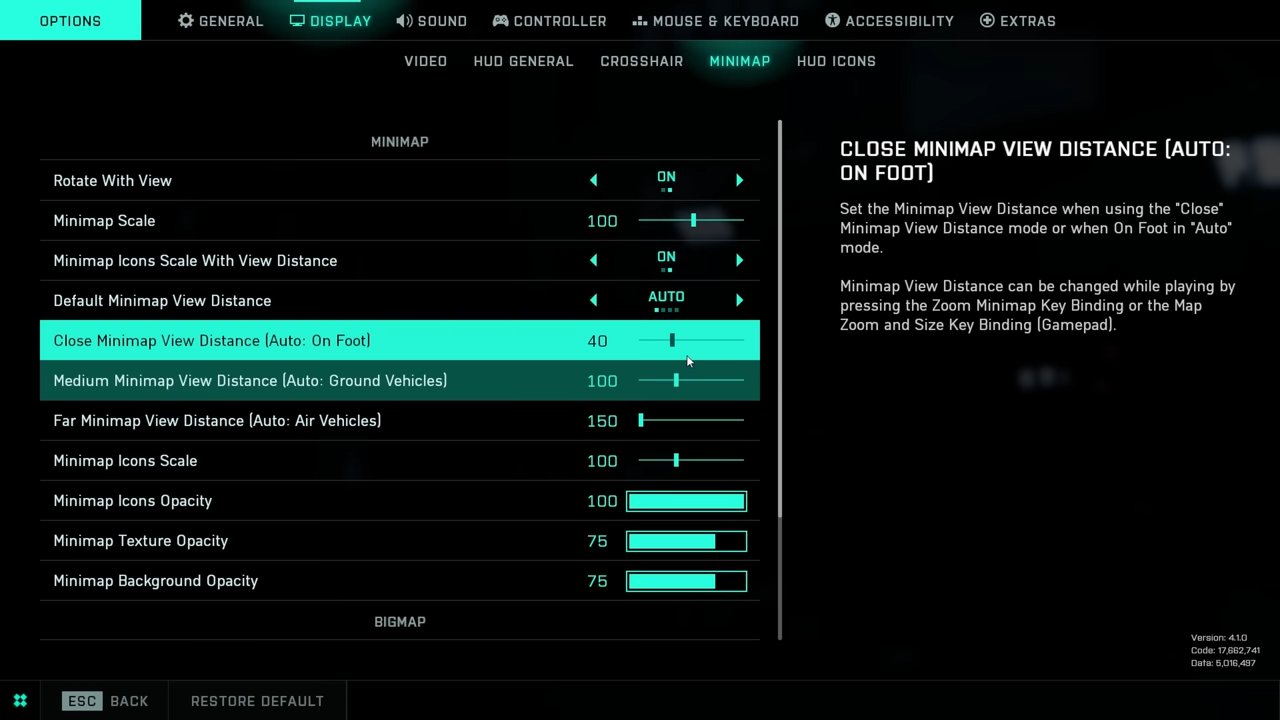 OPTIONS
GENERAL
DISPLAY
SOUND
CONTROLLER
MOUSE & KEYBOARD
ACCESSIBILITY
EXTRAS
VIDEO
HUD GENERAL
CROSSHAIR
MINIMAP
HUD ICONS
MINIMAP
Rotate With View
ON
Minimap Scale
100
Minimap Icons Scale With View Distance
ON
Default Minimap View Distance
AUTO
Close Minimap View Distance (Auto: On Foot)
40
Medium Minimap View Distance (Auto: Ground Vehicles)
100
Far Minimap View Distance (Auto: Air Vehicles)
150
Minimap Icons Scale
100
Minimap Icons Opacity
100
Minimap Texture Opacity
75
Minimap Background Opacity
75
BIGMAP
CLOSE MINIMAP VIEW DISTANCE (AUTO:
ON FOOT)
Set the Minimap View Distance when using the "Close"
Minimap View Distance mode or when On Foot in "Auto"
mode.
Minimap View Distance can be changed while playing by
pressing the Zoom Minimap Key Binding or the Map
Zoom and Size Key Binding (Gamepad).
Version: 4.1.0
Code: 17,662,741
Data: 5,016,497
ESC BACK
RESTORE DEFAULT